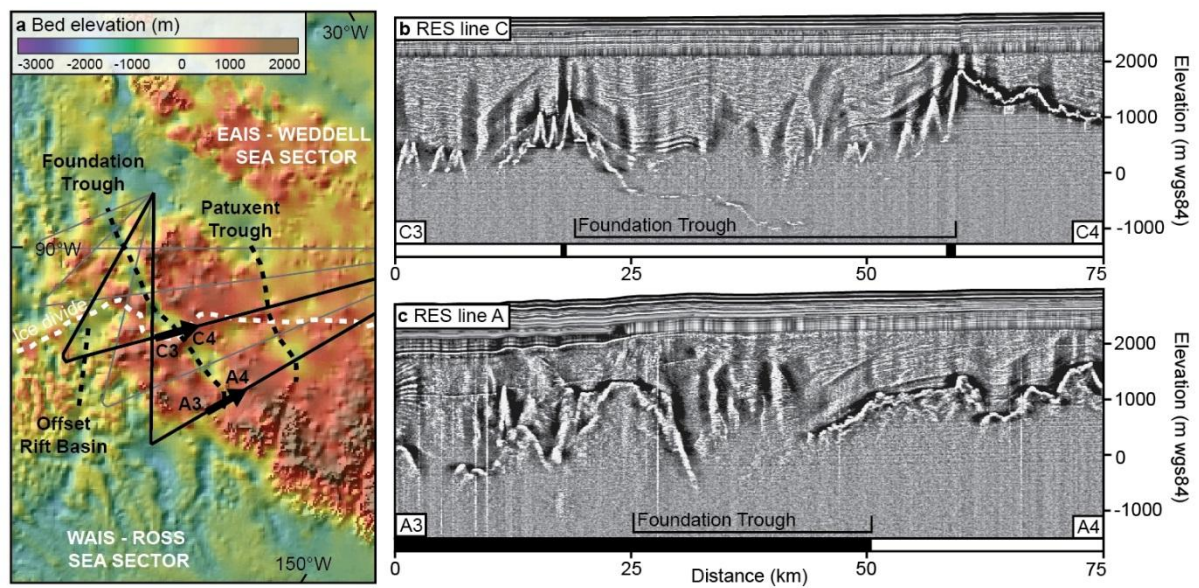 a Bed elevation (m)
-3000 -2000 -1000 0 1000 2000
30°W
EAIS - WEDDELL
SEA SECTOR
Foundation
Trough
Patuxent
Trough
90°W
Ice divide
C3
C4
A4
A3
Offset
Rift Basin
WAIS - ROSS
SEA SECTOR
150°W
b RES line C
2000
1000
0
-1000
Elevation (m wgs84)
Foundation Trough
C3
C4
0 25 50 75
c RES line A
2000
1000
0
-1000
Elevation (m wgs84)
Foundation Trough
A3
A4
0 25 50 75
Distance (km)